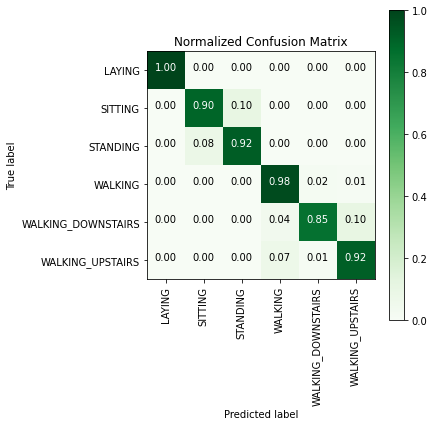 Normalized Confusion Matrix
True label
LAYING 1.00 0.00 0.00 0.00 0.00 0.00
SITTING 0.00 0.90 0.10 0.00 0.00 0.00
STANDING 0.00 0.08 0.92 0.00 0.00 0.00
WALKING 0.00 0.00 0.00 0.98 0.02 0.01
WALKING_DOWNSTAIRS 0.00 0.00 0.00 0.04 0.85 0.10
WALKING_UPSTAIRS 0.00 0.00 0.00 0.07 0.01 0.92
LAYING
SITTING
STANDING
WALKING
WALKING_DOWNSTAIRS
WALKING_UPSTAIRS
Predicted label
1.0
0.8
0.6
0.4
0.2
0.0